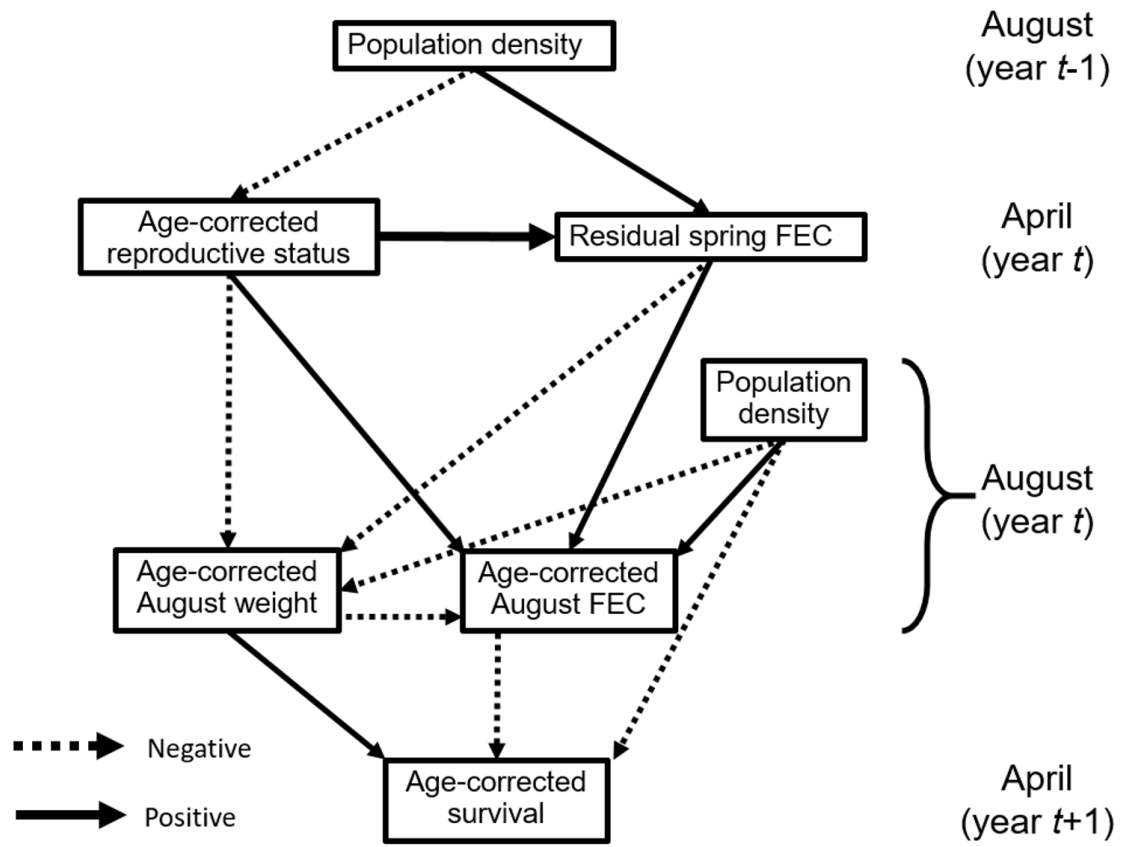 Population density
August
(year t-1)
Age-corrected
reproductive status
Residual spring FEC
April
(year t)
Population
density
August
(year t)
Age-corrected
August weight
Age-corrected
August FEC
Negative
Positive
Age-corrected
survival
April
(year t+1)